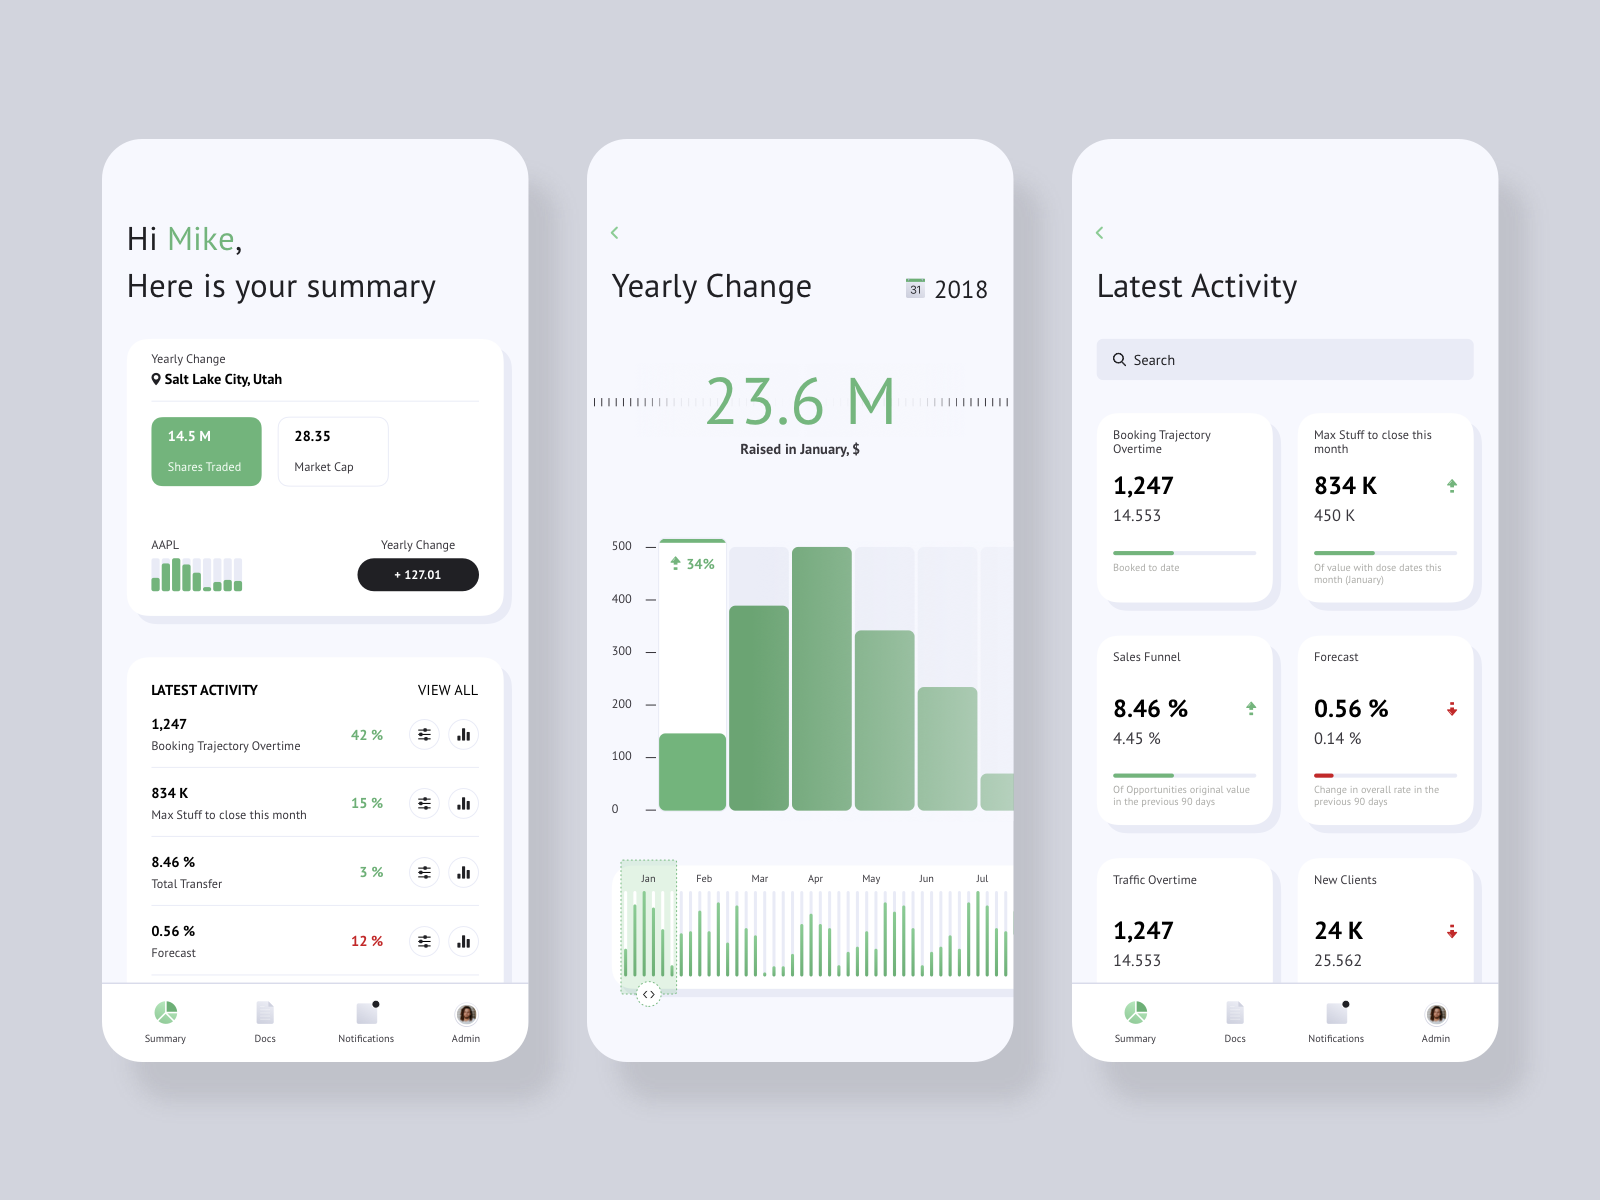 Hi Mike,
Here is your summary
Yearly Change
Salt Lake City, Utah
14.5 M
Shares Traded
28.35
Market Cap
AAPL
Yearly Change
+ 127.01
LATEST ACTIVITY
VIEW ALL
1,247
Booking Trajectory Overtime
42 %
834 K
Max Stuff to close this month
15 %
8.46 %
Total Transfer
3 %
0.56 %
Forecast
12 %
Summary
Docs
Notifications
Admin
Yearly Change
31
2018
23.6 M
Raised in January, $
500
34%
400
300
200
100
0
Jan
Feb
Mar
Apr
May
Jun
Jul
Latest Activity
Search
Booking Trajectory
Overtime
1,247
14.553
Booked to date
Max Stuff to close this
month
834 K
450 K
Of value with dose dates this
month (January)
Sales Funnel
8.46 %
4.45 %
Of Opportunities original value
in the previous 90 days
Forecast
0.56 %
0.14 %
Change in overall rate in the
previous 90 days
Traffic Overtime
1,247
14.553
New Clients
24 K
25.562
Summary
Docs
Notifications
Admin